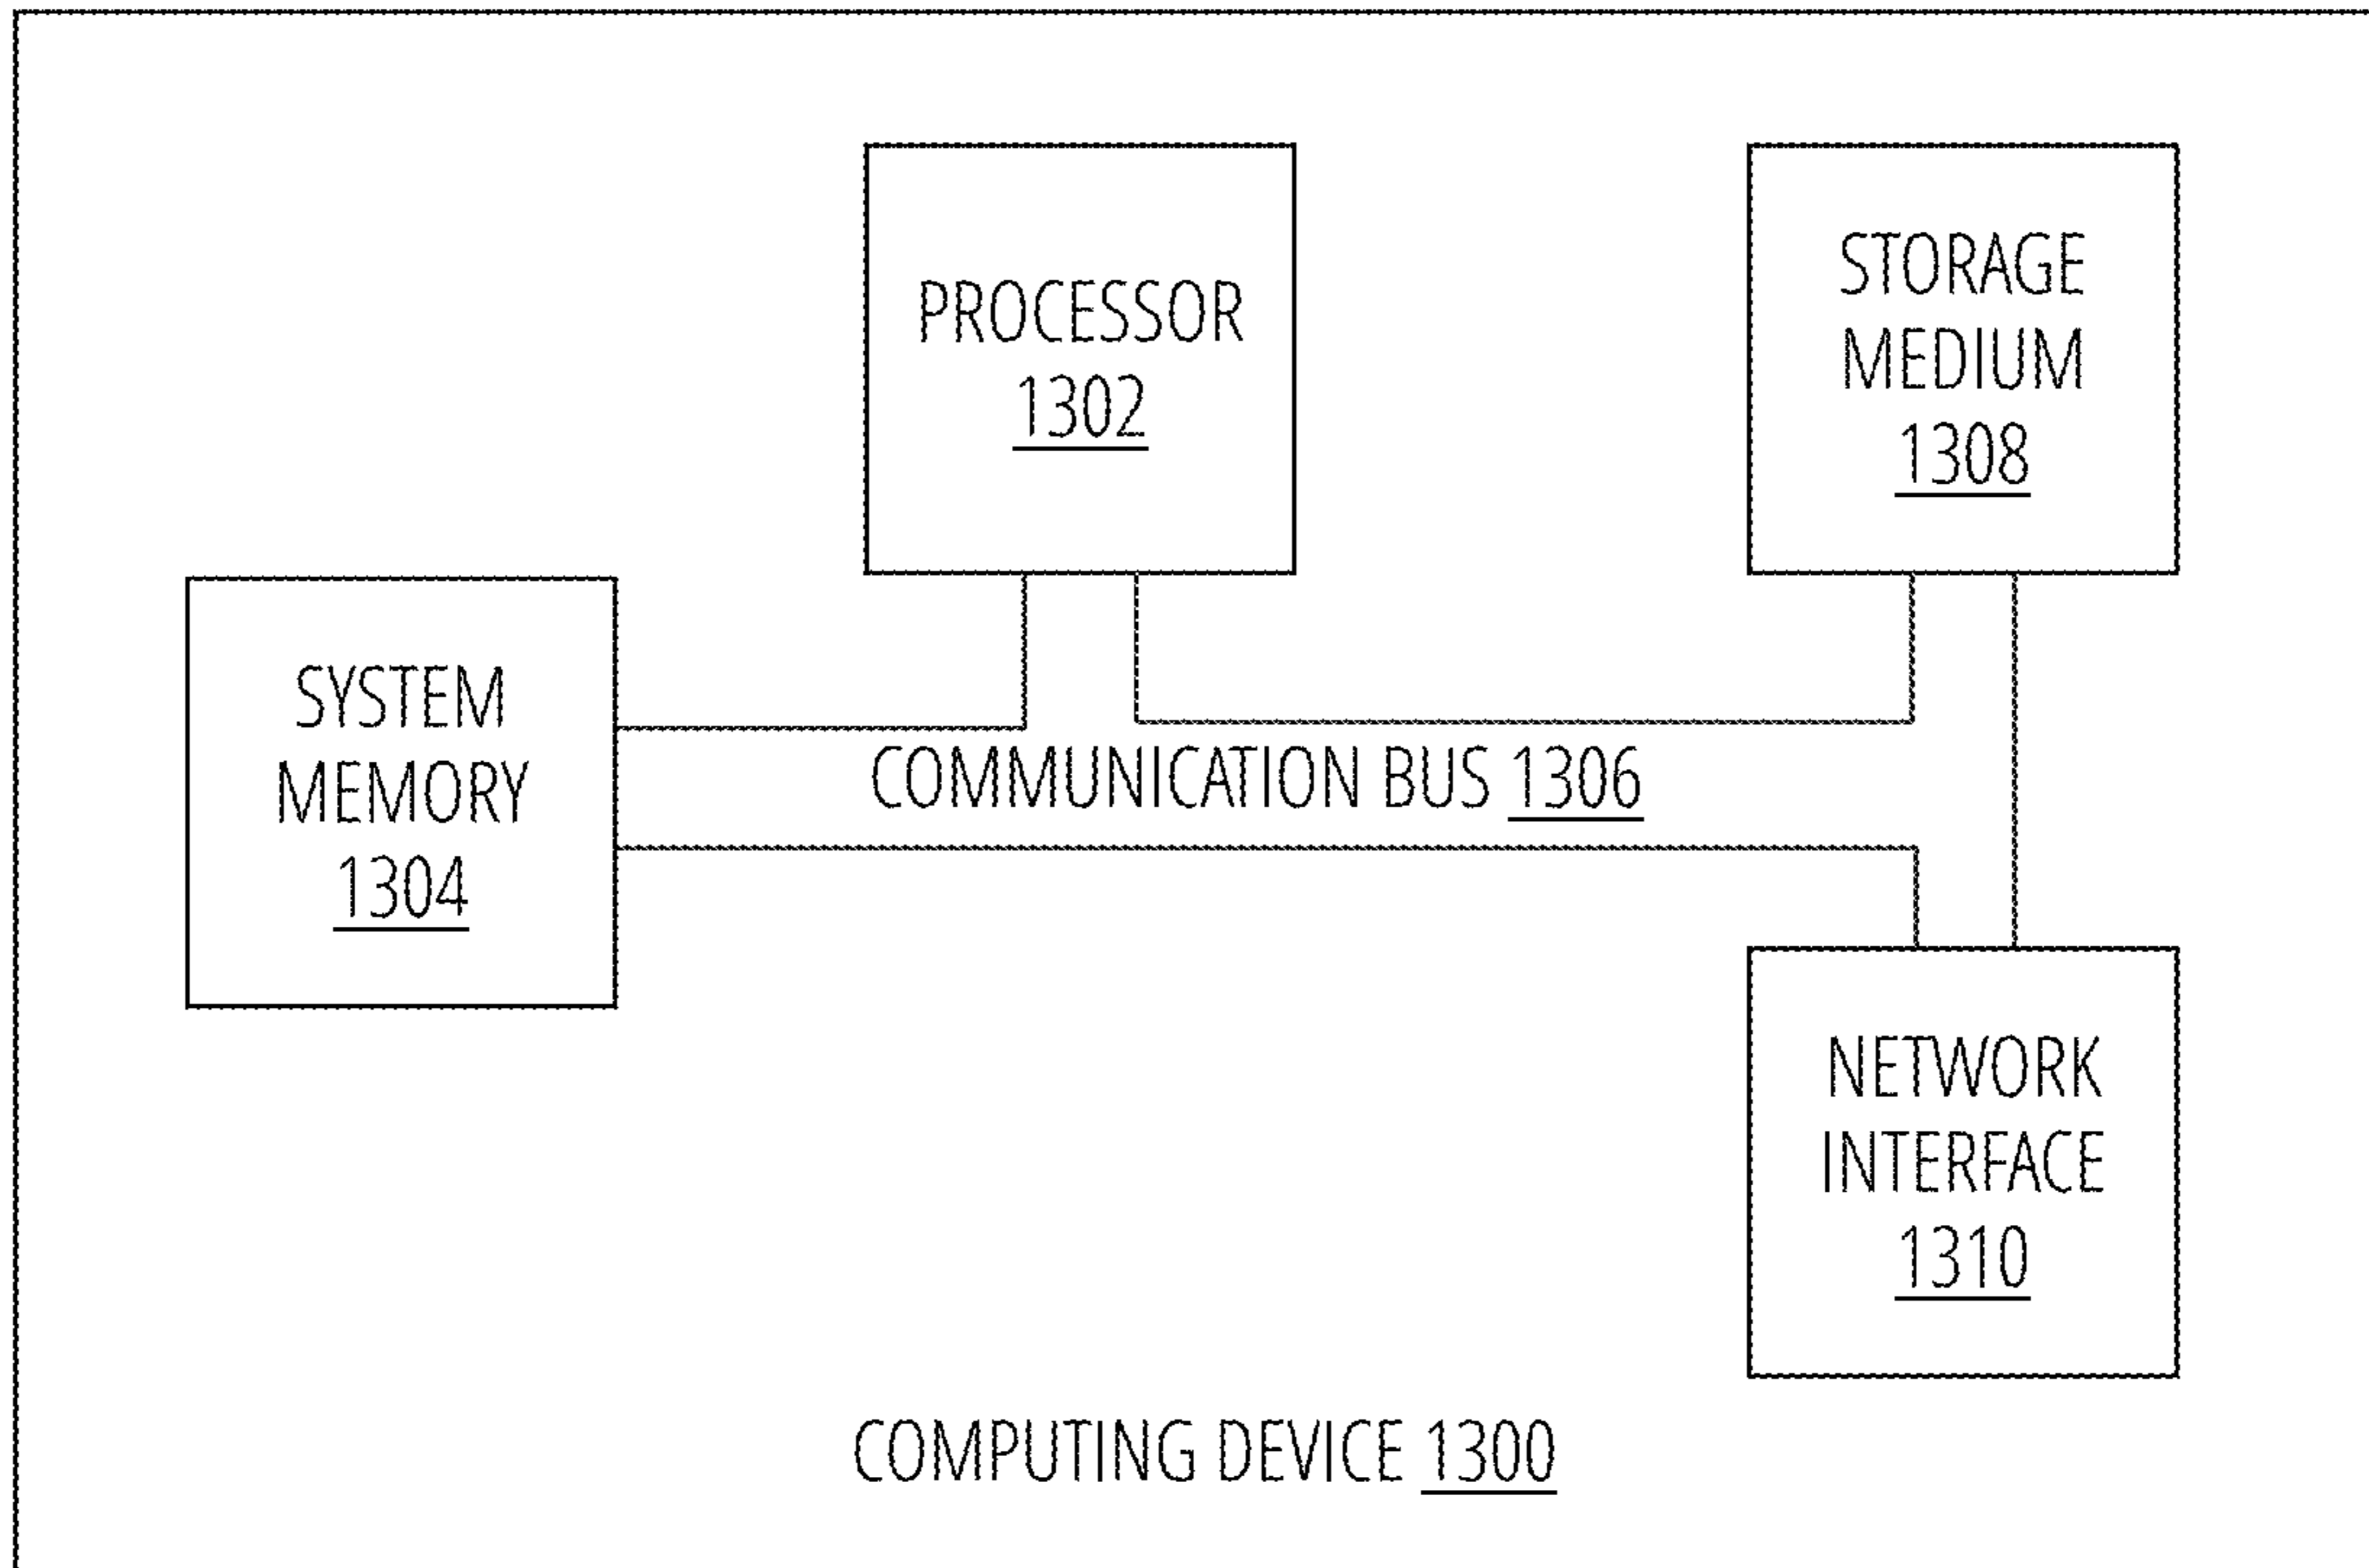 PROCESSOR
1302
STORAGE
MEDIUM
1308
SYSTEM
MEMORY
1304
COMMUNICATION BUS 1306
NETWORK
INTERFACE
1310
COMPUTING DEVICE 1300